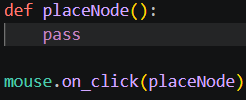 def placeNode():
    pass
mouse.on_click(placeNode)